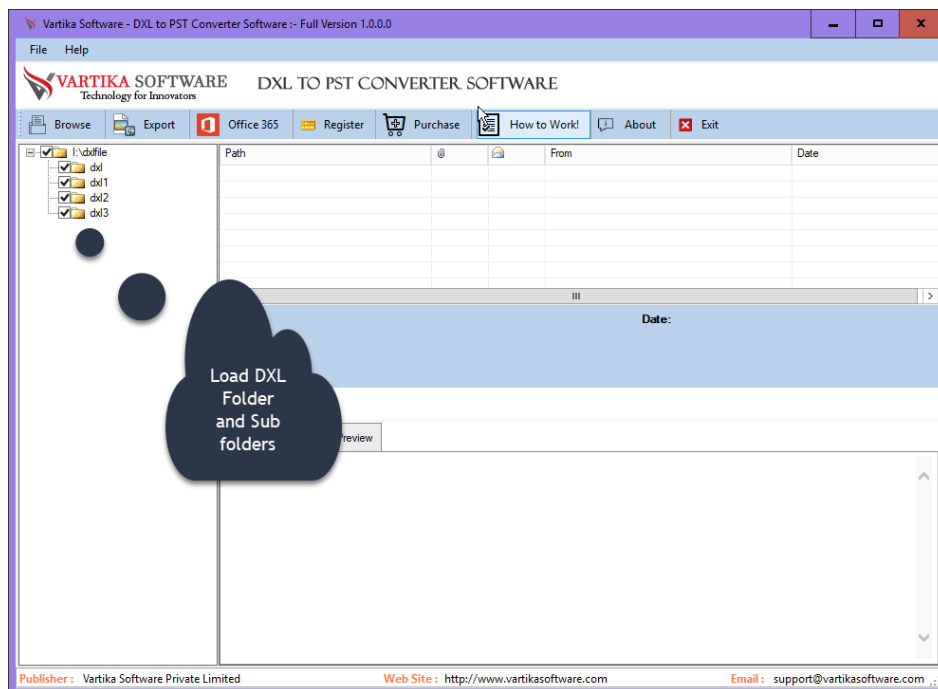 Vartika Software - DXL to PST Converter Software :- Full Version 1.0.0.0
File Help
VARTIKA SOFTWARE
Technology for Innovators
DXL TO PST CONVERTER SOFTWARE
Browse Export Office 365 Register Purchase How to Work! About Exit
I:\dxlfile
dxl
dxl1
dxl2
dxl3
Path From Date
Date:
Load DXL
Folder
and Sub
folders
Preview
Publisher : Vartika Software Private Limited Web Site : http://www.vartikasoftware.com Email : support@vartikasoftware.com